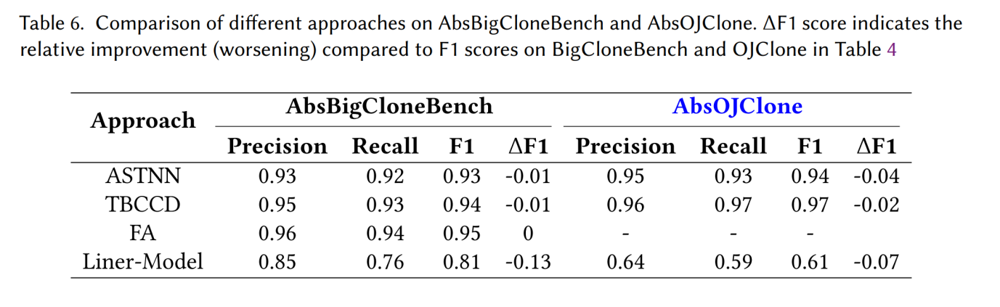 Table 6. Comparison of different approaches on AbsBigCloneBench and AbsOJClone. ΔF1 score indicates the
relative improvement (worsening) compared to F1 scores on BigCloneBench and OJClone in Table 4
Approach AbsBigCloneBench AbsOJClone
Precision Recall F1 ΔF1 Precision Recall F1 ΔF1
ASTNN 0.93 0.92 0.93 -0.01 0.95 0.93 0.94 -0.04
TBCCD 0.95 0.93 0.94 -0.01 0.96 0.97 0.97 -0.02
FA 0.96 0.94 0.95 0 - - -
Liner-Model 0.85 0.76 0.81 -0.13 0.64 0.59 0.61 -0.07